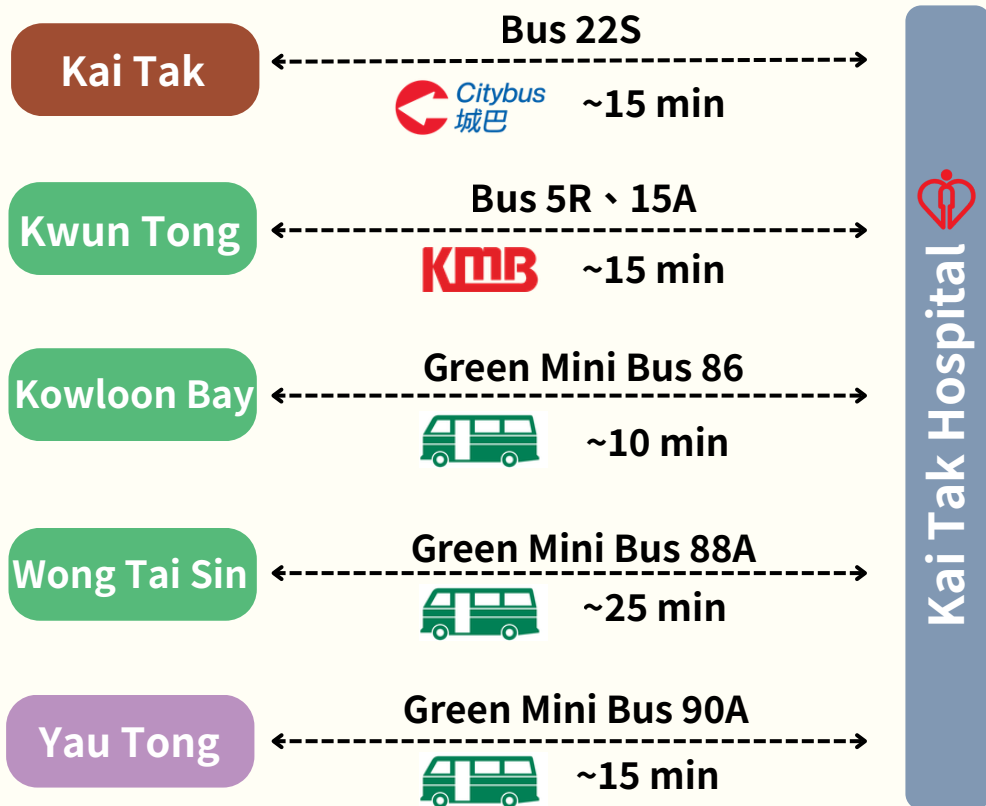 Kai Tak
Bus 22S
Citybus
城巴
~15 min
Kwun Tong
Bus 5R、15A
KMB
~15 min
Kowloon Bay
Green Mini Bus 86
~10 min
Wong Tai Sin
Green Mini Bus 88A
~25 min
Yau Tong
Green Mini Bus 90A
~15 min
Kai Tak Hospital